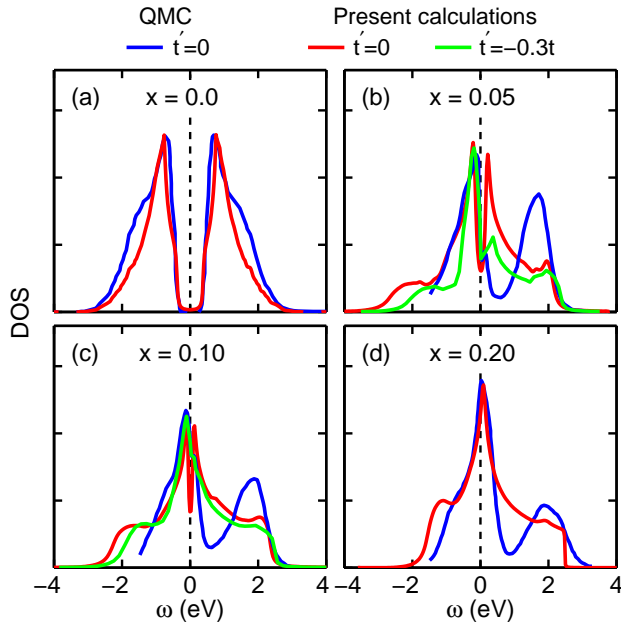 QMC Present calculations
t′=0 t′=0 t′=−0.3t
(a) x = 0.0
(b) x = 0.05
DOS
(c) x = 0.10
(d) x = 0.20
−4 −2 0 2 4 −4 −2 0 2 4
ω (eV) ω (eV)